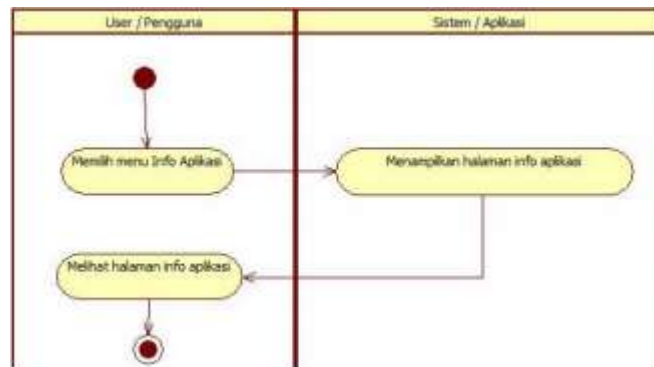 User / Pengguna
Sistem / Aplikasi
Memilih menu Info Aplikasi
Menampilkan halaman info aplikasi
Melihat halaman info aplikasi